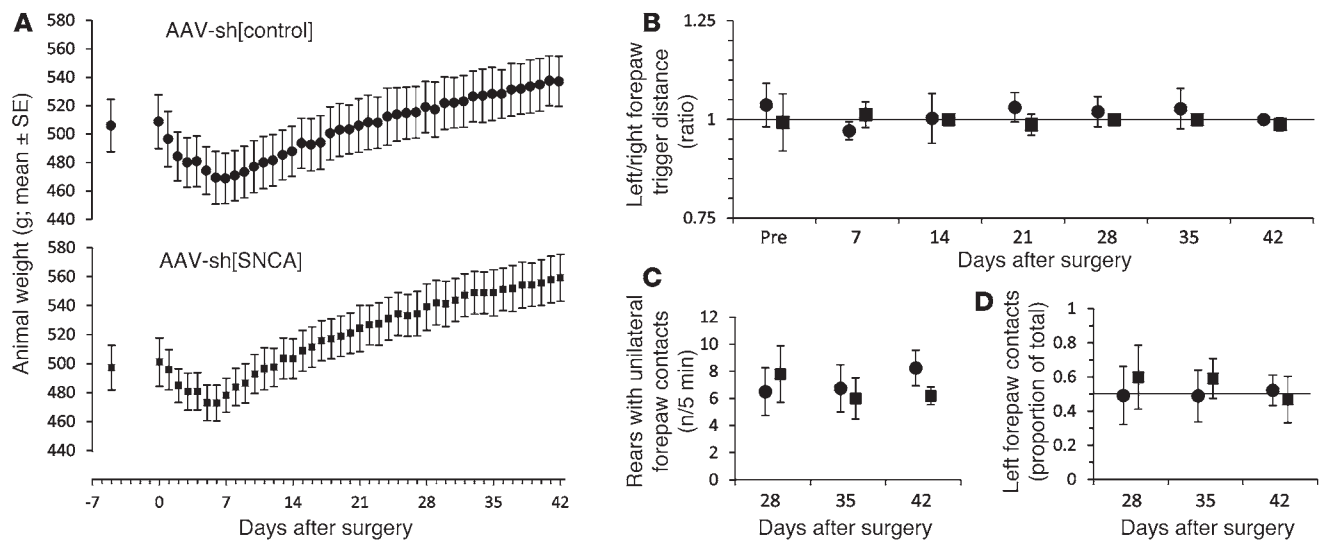 A
AAV-sh[control]
580
560
540
520
500
480
460
440
Animal weight (g; mean ± SE)
AAV-sh[SNCA]
580
560
540
520
500
480
460
440
-7 0 7 14 21 28 35 42
Days after surgery
B
Left/right forepaw
trigger distance
(ratio)
1.25
1
0.75
Pre 7 14 21 28 35 42
Days after surgery
C
Rears with unilateral
forepaw contacts
(n/5 min)
12
10
8
6
4
2
0
28 35 42
Days after surgery
D
Left forepaw contacts
(proportion of total)
1
0.8
0.6
0.4
0.2
0
28 35 42
Days after surgery